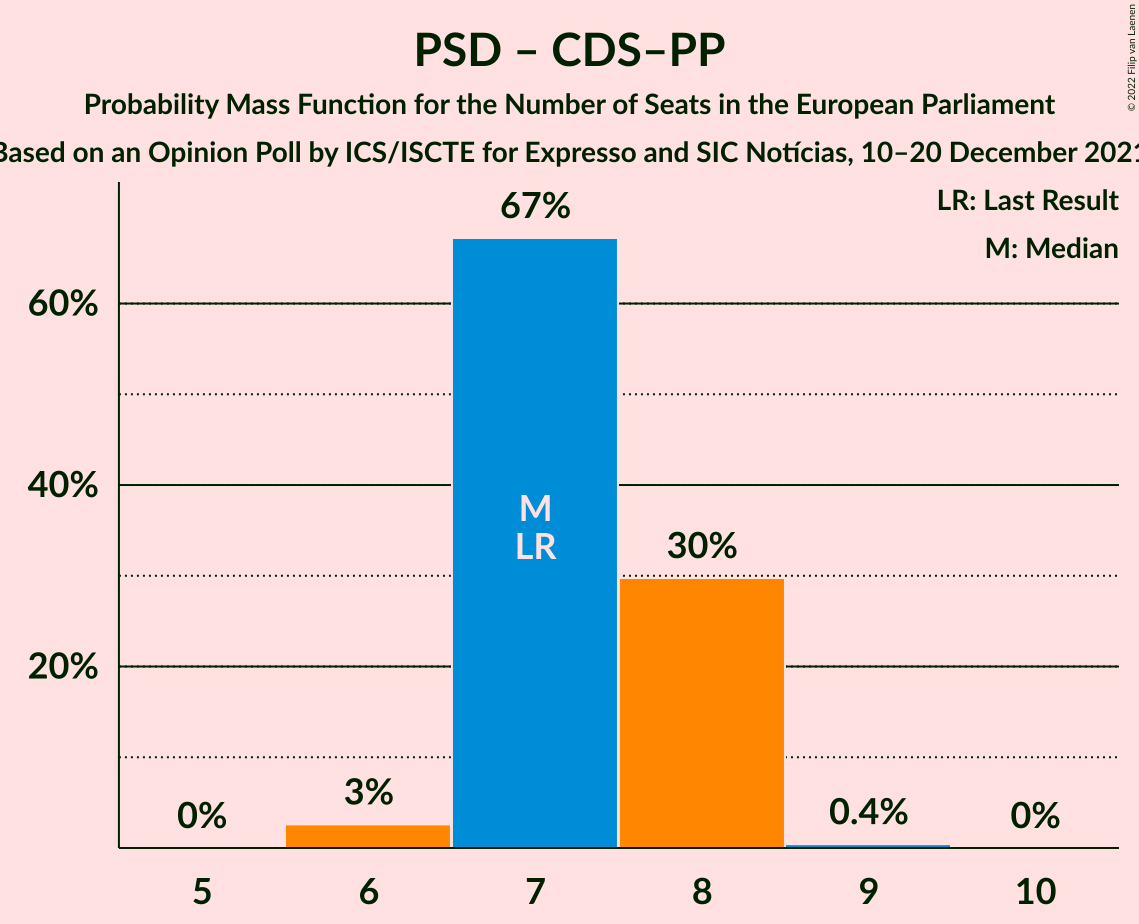 PSD – CDS–PP
Probability Mass Function for the Number of Seats in the European Parliament
Based on an Opinion Poll by ICS/ISCTE for Expresso and SIC Notícias, 10–20 December 2021
© 2022 Filip van Laenen
LR: Last Result
M: Median
60%
40%
20%
0%
3%
67%
M
LR
30%
0.4%
0%
5
6
7
8
9
10